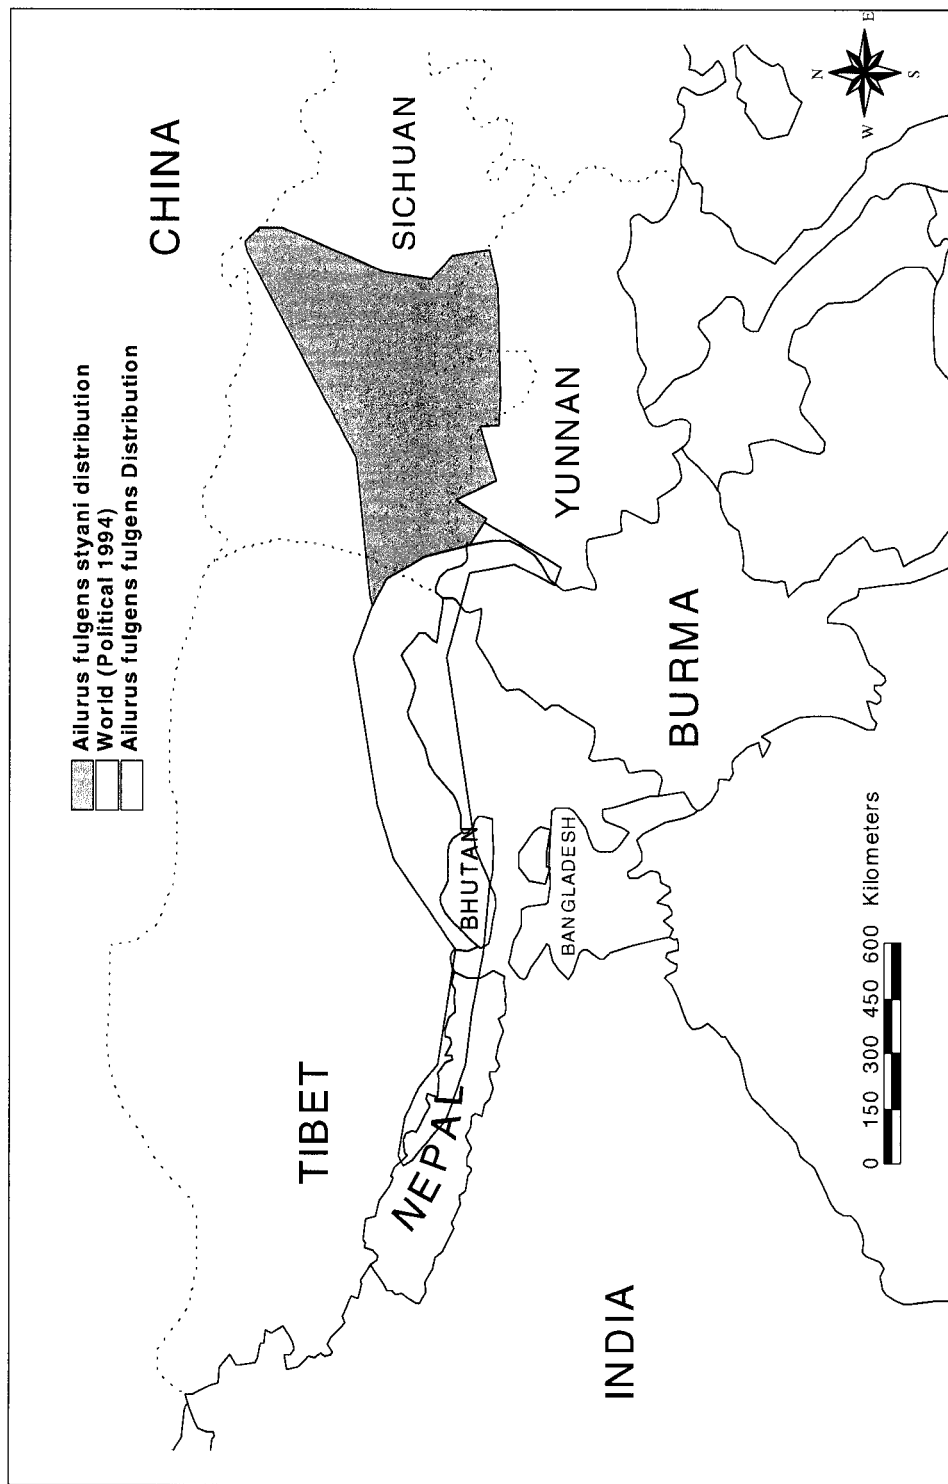 Ailurus fulgens styani distribution
World (Political 1994)
Ailurus fulgens fulgens Distribution
CHINA
SICHUAN
TIBET
NEPAL
BHUTAN
YUNNAN
BANGLADESH
INDIA
BURMA
0 150 300 450 600 Kilometers
N
W E
S